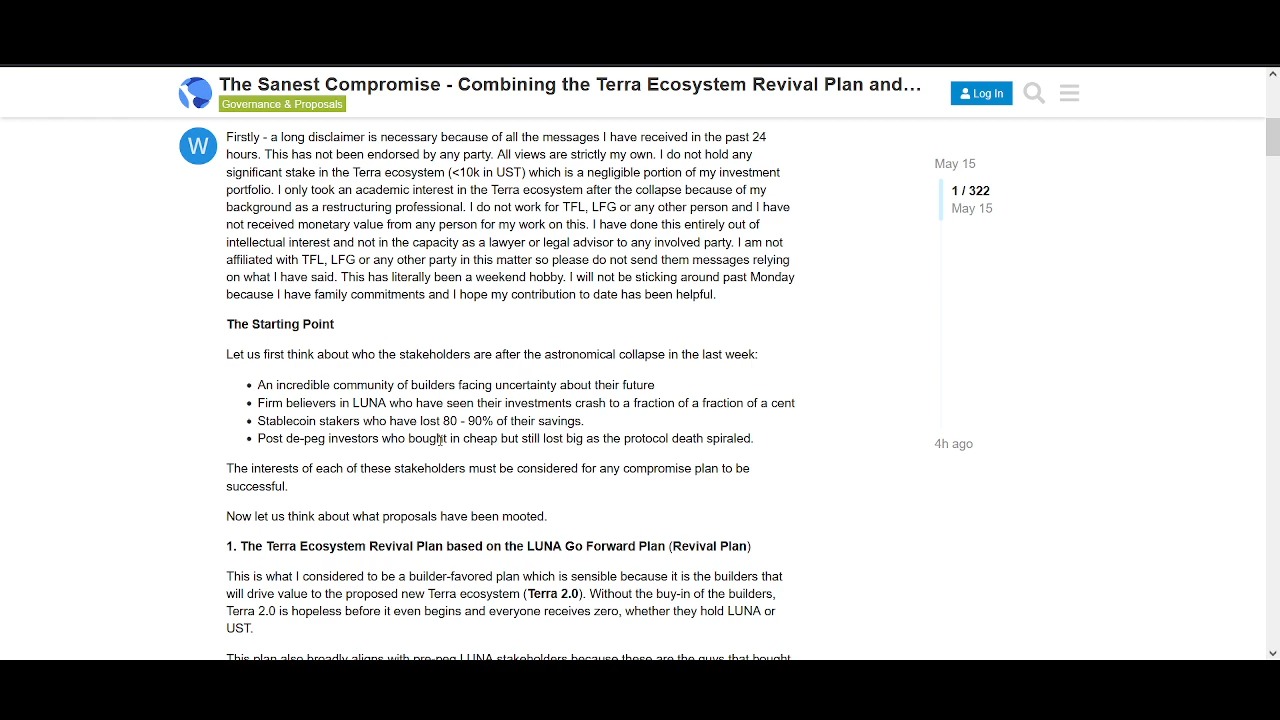 The Sanest Compromise - Combining the Terra Ecosystem Revival Plan and...
Governance & Proposals
Log In
W
Firstly - a long disclaimer is necessary because of all the messages I have received in the past 24
hours. This has not been endorsed by any party. All views are strictly my own. I do not hold any
significant stake in the Terra ecosystem (<10k in UST) which is a negligible portion of my investment
portfolio. I only took an academic interest in the Terra ecosystem after the collapse because of my
background as a restructuring professional. I do not work for TFL, LFG or any other person and I have
not received monetary value from any person for my work on this. I have done this entirely out of
intellectual interest and not in the capacity as a lawyer or legal advisor to any involved party. I am not
affiliated with TFL, LFG or any other party in this matter so please do not send them messages relying
on what I have said. This has literally been a weekend hobby. I will not be sticking around past Monday
because I have family commitments and I hope my contribution to date has been helpful.
The Starting Point
Let us first think about who the stakeholders are after the astronomical collapse in the last week:
• An incredible community of builders facing uncertainty about their future
• Firm believers in LUNA who have seen their investments crash to a fraction of a fraction of a cent
• Stablecoin stakers who have lost 80 - 90% of their savings.
• Post de-peg investors who bought in cheap but still lost big as the protocol death spiraled.
The interests of each of these stakeholders must be considered for any compromise plan to be
successful.
Now let us think about what proposals have been mooted.
1. The Terra Ecosystem Revival Plan based on the LUNA Go Forward Plan (Revival Plan)
This is what I considered to be a builder-favored plan which is sensible because it is the builders that
will drive value to the proposed new Terra ecosystem (Terra 2.0). Without the buy-in of the builders,
Terra 2.0 is hopeless before it even begins and everyone receives zero, whether they hold LUNA or
UST.
This plan also broadly aligns with pre-peg LUNA stakeholders because these are the guys that bought
May 15
1 / 322
May 15
4h ago